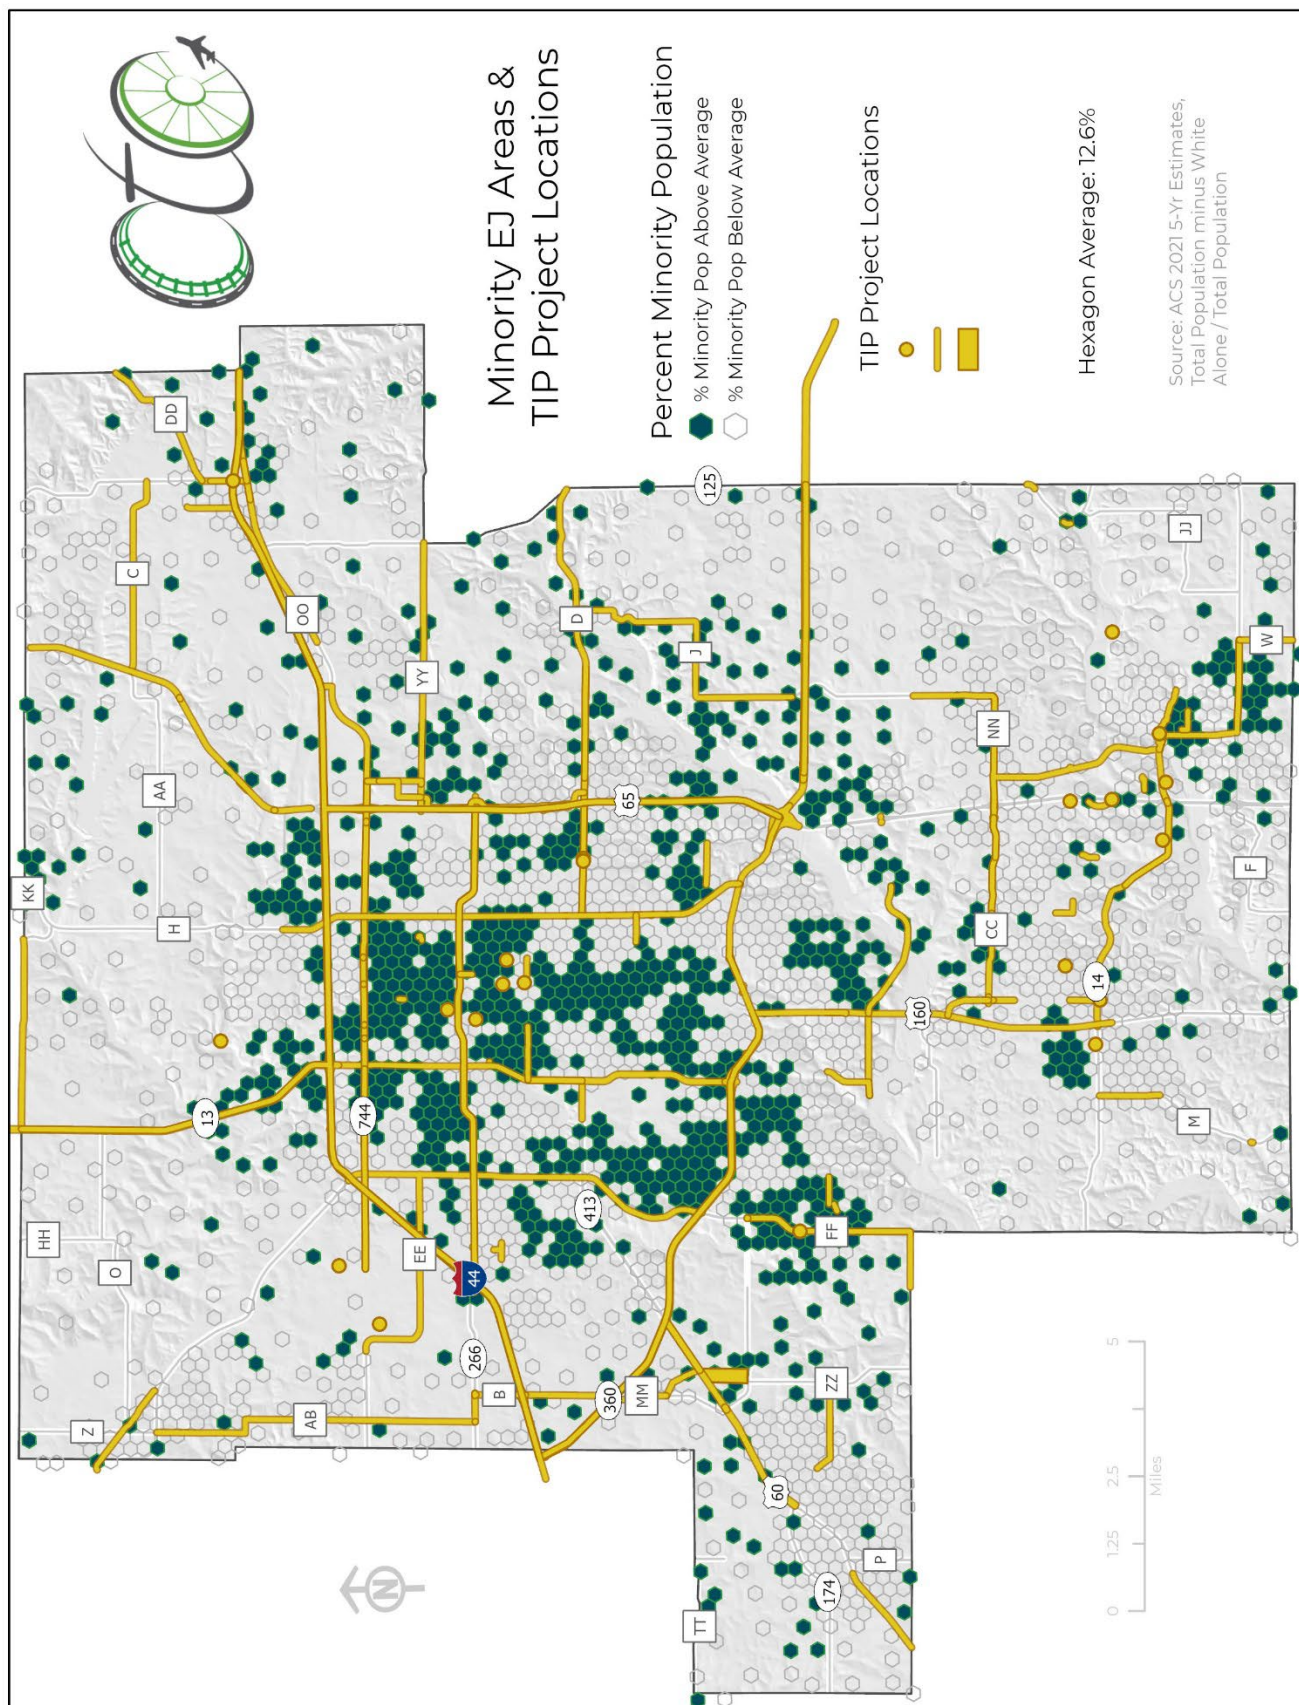 Minority EJ Areas &
TIP Project Locations
Percent Minority Population
% Minority Pop Above Average
% Minority Pop Below Average
TIP Project Locations
Hexagon Average: 12.6%
Source: ACS 2021 5-Yr Estimates,
Total Population minus White
Alone / Total Population
KK
DD
C
HH
AA
H
O
Z
13
OO
AB
744
YY
EE
44
266
B
D
65
413
360
MM
J
125
TT
60
FF
ZZ
174
P
160
NN
CC
14
JJ
W
F
M
N
0
1.25
2.5
5
Miles